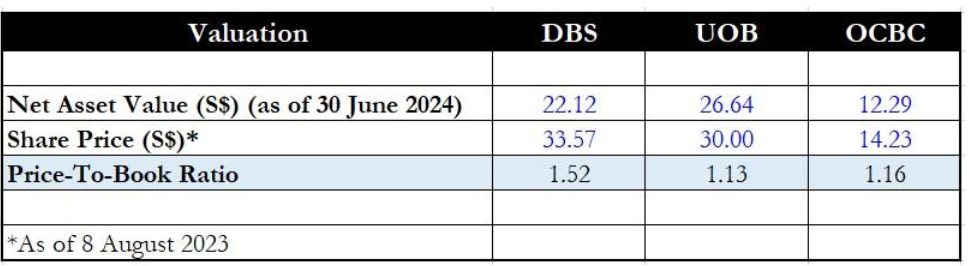 Valuation DBS UOB OCBC
Net Asset Value (S$) (as of 30 June 2024) 22.12 26.64 12.29
Share Price (S$)* 33.57 30.00 14.23
Price-To-Book Ratio 1.52 1.13 1.16
*As of 8 August 2023